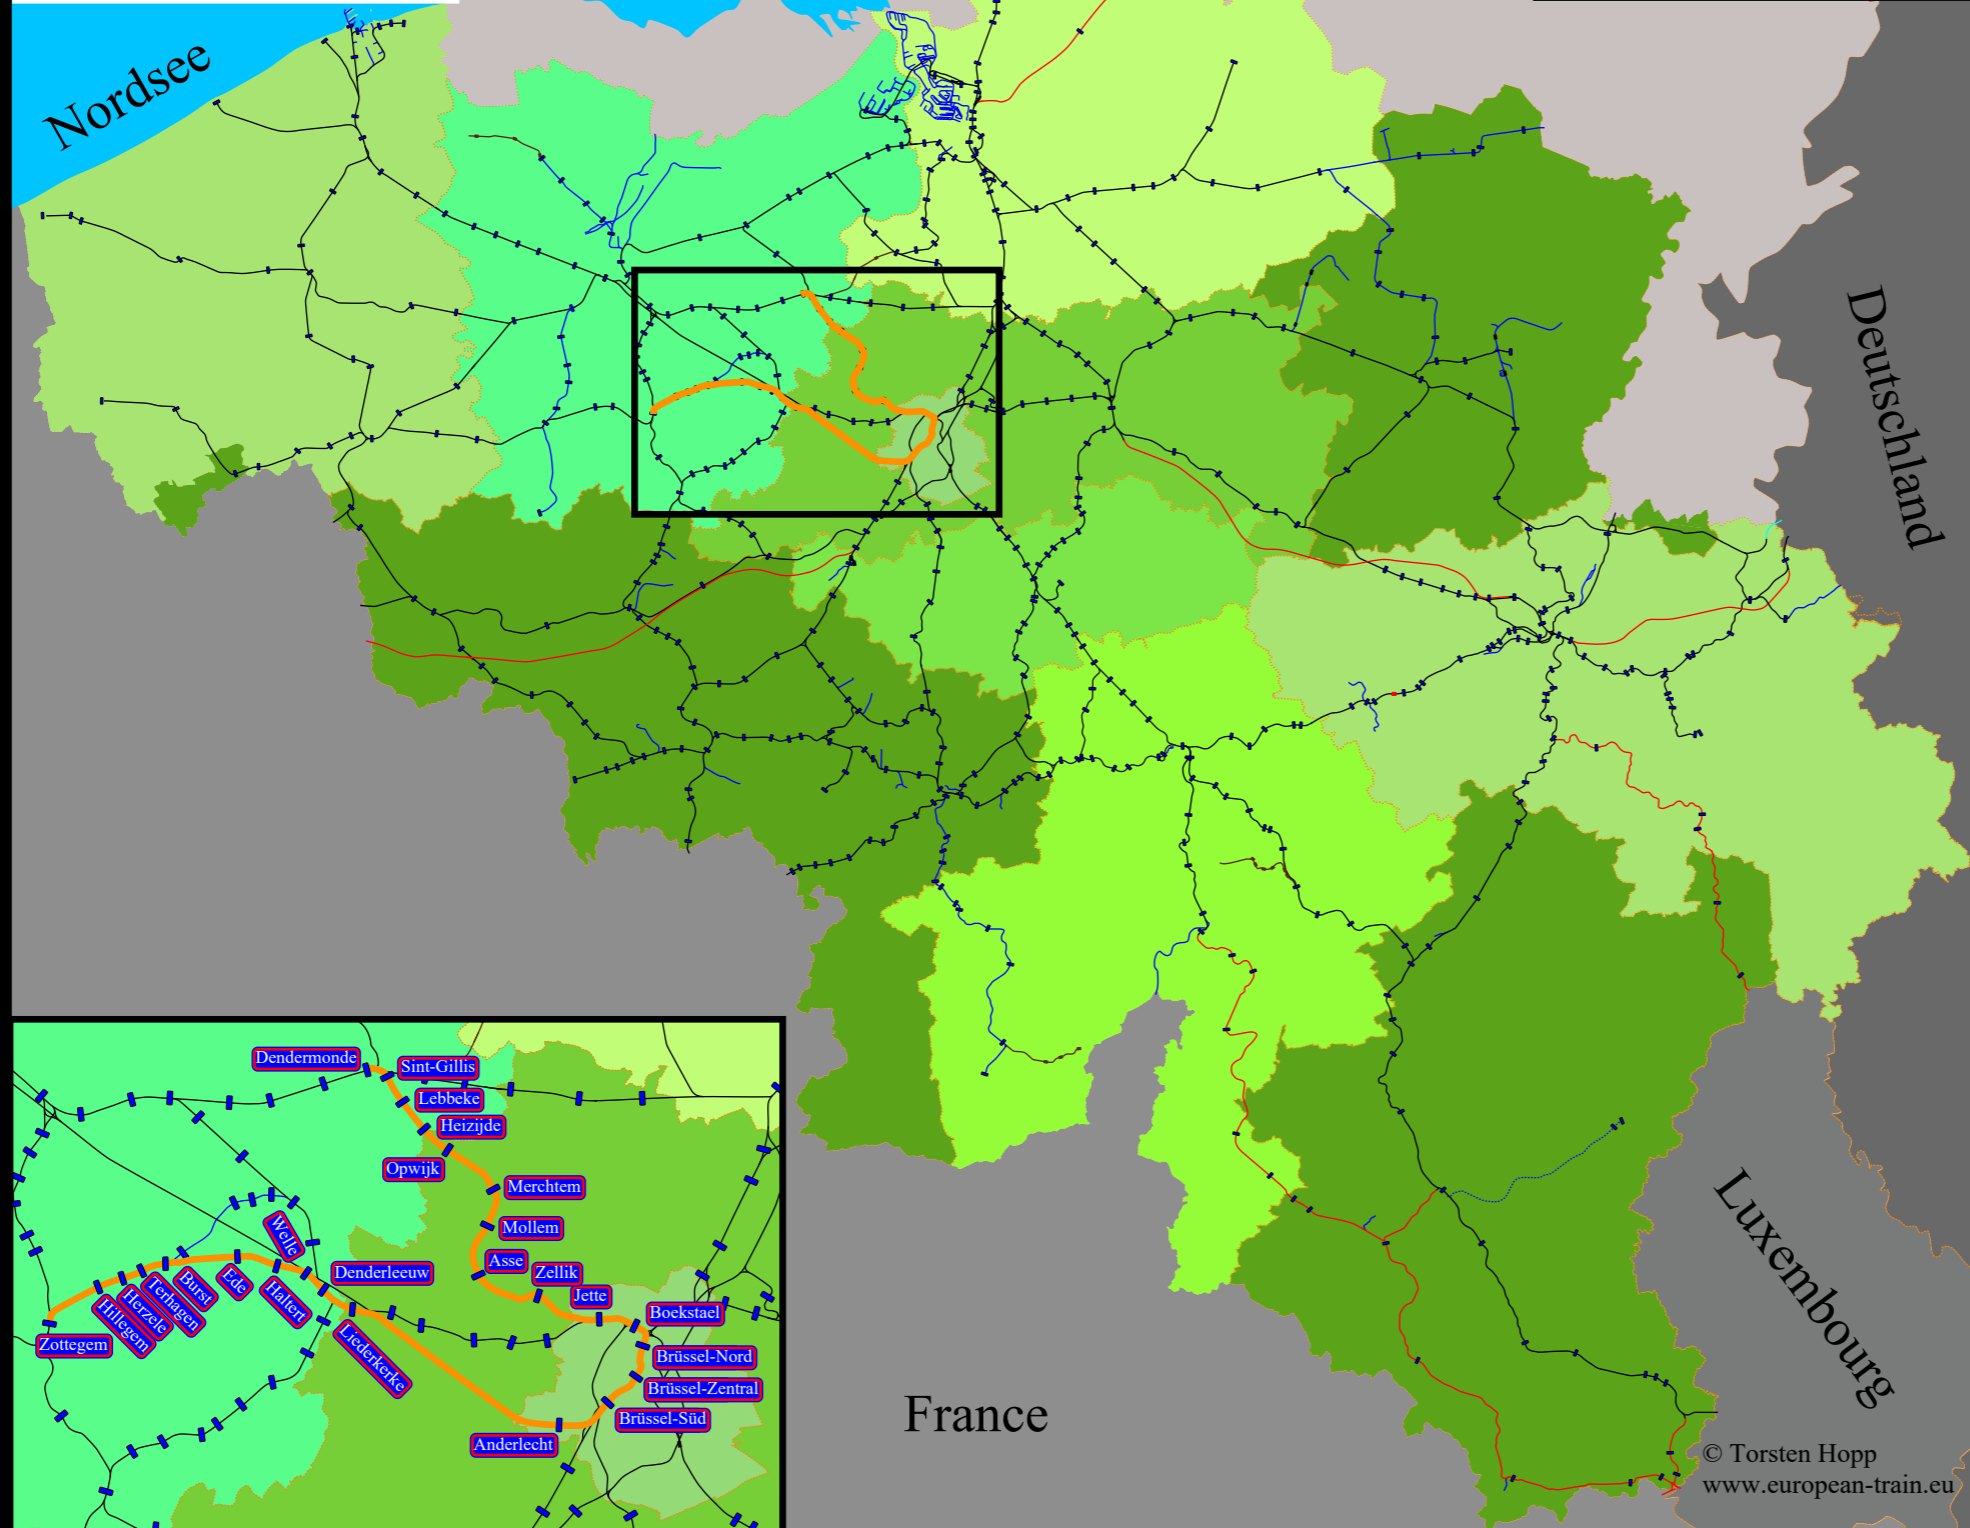 Nordsee
Deutschland
Dendermonde
Sint-Gillis
Lebbeke
Heizijde
Opwijk
Merchtem
Mollem
Asse
Zellik
Jette
Boekstael
Brüssel-Nord
Brüssel-Zentral
Brüssel-Süd
Anderlecht
Liederkerke
Denderleeuw
Welle
Haltert
Ede
Burst
Terhagen
Herzele
Hillegem
Zottegem
France
Luxembourg
© Torsten Hopp
www.european-train.eu